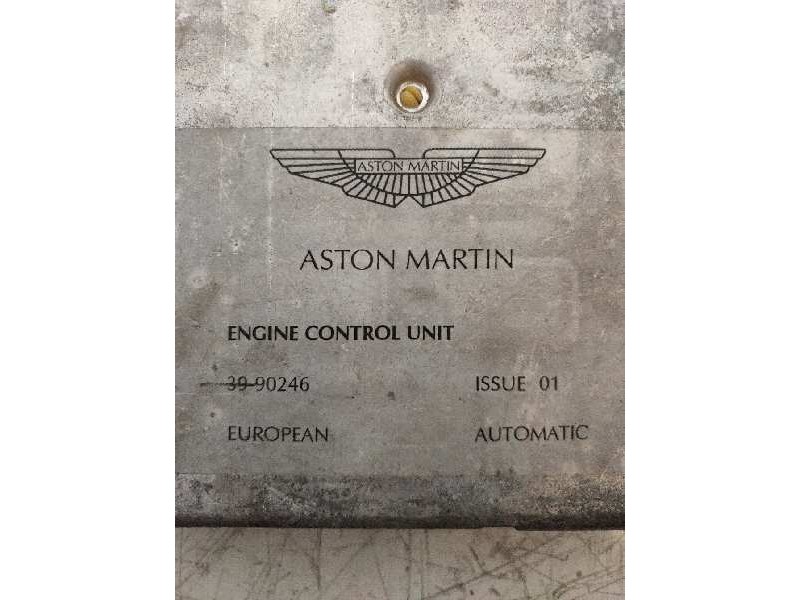 ASTON MARTIN
ASTON MARTIN
ENGINE CONTROL UNIT
39-90246 ISSUE 01
EUROPEAN AUTOMATIC